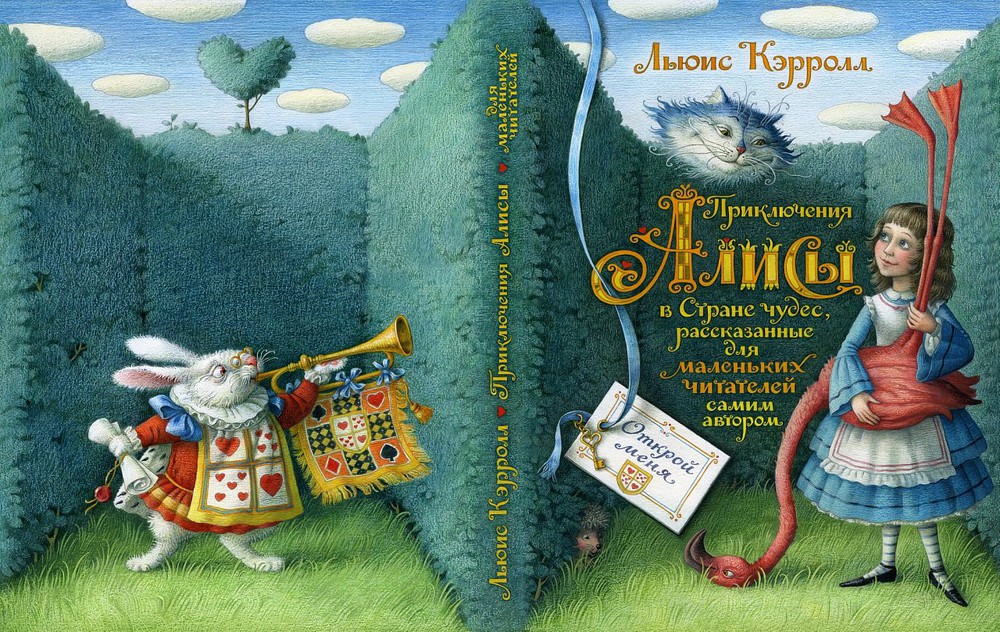 Льюис Кэрролл ♥ Приключения Алисы ♥ для
маленьких
читателей
Льюис Кэрролл
Приключения
Алисы
в Стране чудес,
рассказанные
для
маленьких
читателей
самим
автором
Открой
меня